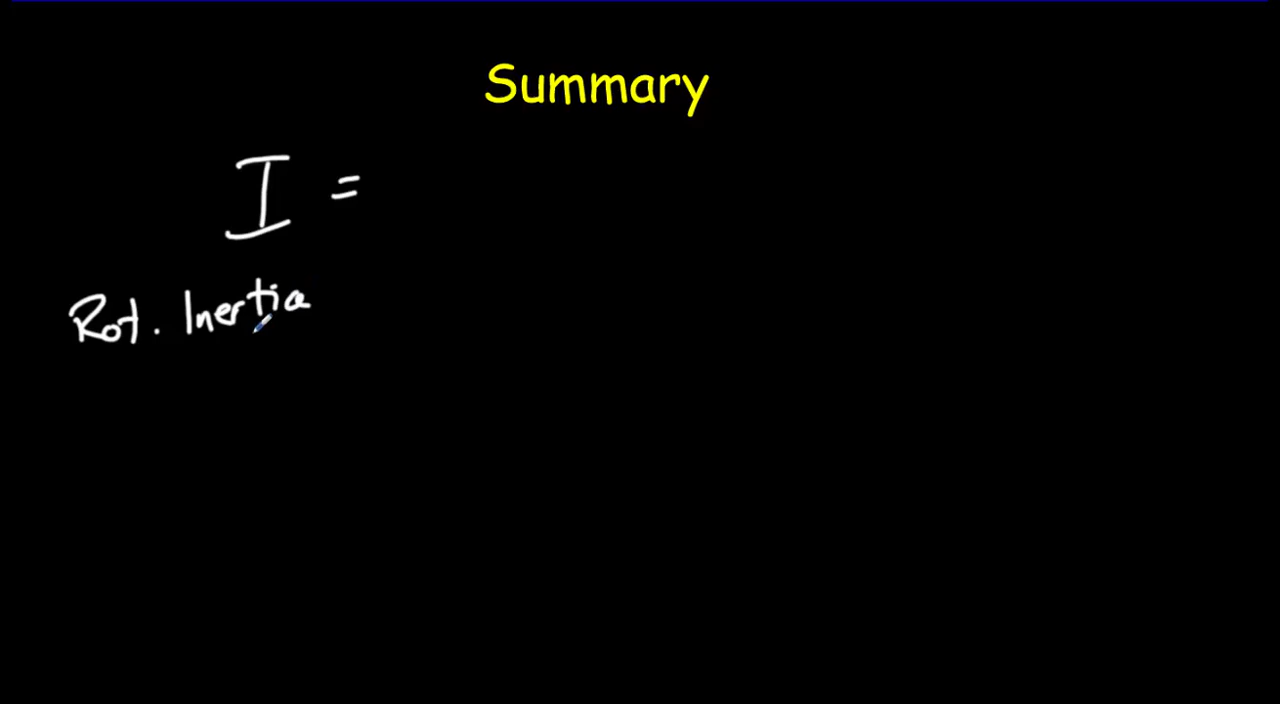 Summary
I =
Rot. Inertia